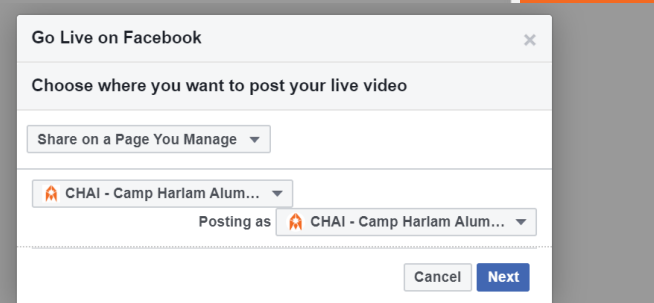 Go Live on Facebook
Choose where you want to post your live video
Share on a Page You Manage
CHAI - Camp Harlam Alum...
Posting as CHAI - Camp Harlam Alum...
Cancel Next